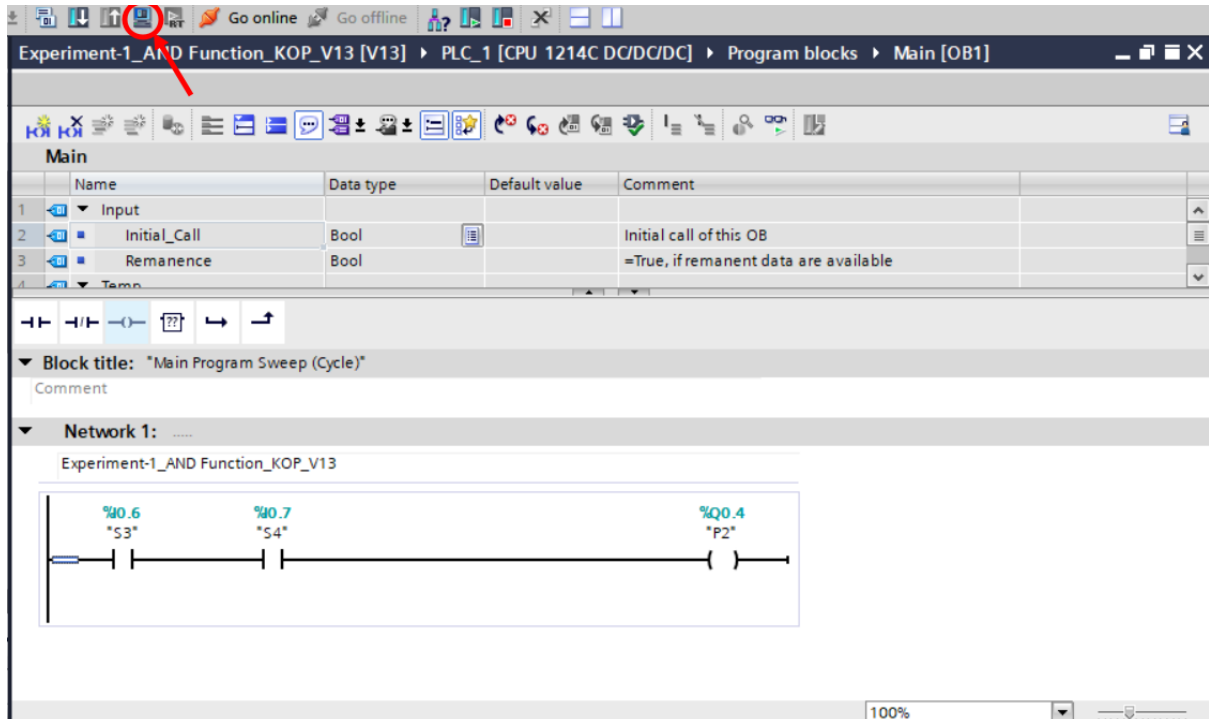 RT Go online Go offline
Experiment-1_AND Function_KOP_V13 [V13] ▸ PLC_1 [CPU 1214C DC/DC/DC] ▸ Program blocks ▸ Main [OB1]
Main
Name Data type Default value Comment
1 Input
2 Initial_Call Bool Initial call of this OB
3 Remanence Bool =True, if remanent data are available
4 Temp
??
Block title: "Main Program Sweep (Cycle)"
Comment
Network 1: .....
Experiment-1_AND Function_KOP_V13
%I0.6 %I0.7 %Q0.4
"S3" "S4" "P2"
100%